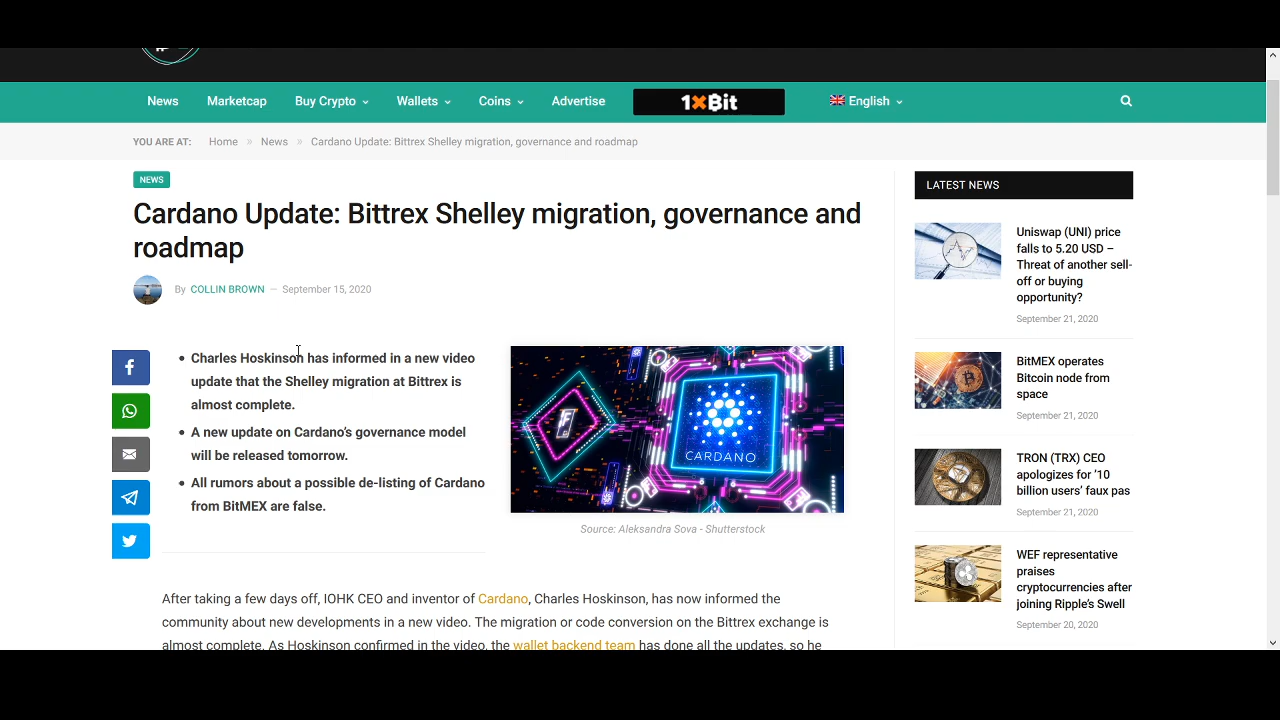 News
Marketcap
Buy Crypto
Wallets
Coins
Advertise
1xBit
English
YOU ARE AT: Home » News » Cardano Update: Bittrex Shelley migration, governance and roadmap
NEWS
Cardano Update: Bittrex Shelley migration, governance and
roadmap
By COLLIN BROWN — September 15, 2020
• Charles Hoskinson has informed in a new video
update that the Shelley migration at Bittrex is
almost complete.
• A new update on Cardano's governance model
will be released tomorrow.
• All rumors about a possible de-listing of Cardano
from BitMEX are false.
CARDANO
Source: Aleksandra Sova - Shutterstock
After taking a few days off, IOHK CEO and inventor of Cardano, Charles Hoskinson, has now informed the
community about new developments in a new video. The migration or code conversion on the Bittrex exchange is
almost complete. As Hoskinson confirmed in the video, the wallet backend team has done all the updates, so he
LATEST NEWS
Uniswap (UNI) price
falls to 5.20 USD –
Threat of another sell-
off or buying
opportunity?
September 21, 2020
BitMEX operates
Bitcoin node from
space
September 21, 2020
TRON (TRX) CEO
apologizes for '10
billion users' faux pas
September 21, 2020
WEF representative
praises
cryptocurrencies after
joining Ripple's Swell
September 20, 2020